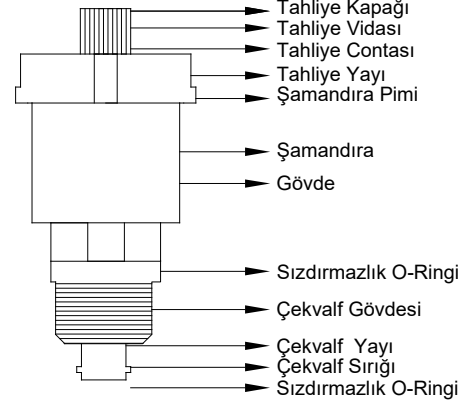 Tahliye Kapağı
Tahliye Vidası
Tahliye Contası
Tahliye Yayı
Şamandıra Pimi
Şamandıra
Gövde
Sızdırmazlık O-Ringi
Çekvalf Gövdesi
Çekvalf Yayı
Çekvalf Sırığı
Sızdırmazlık O-Ringi